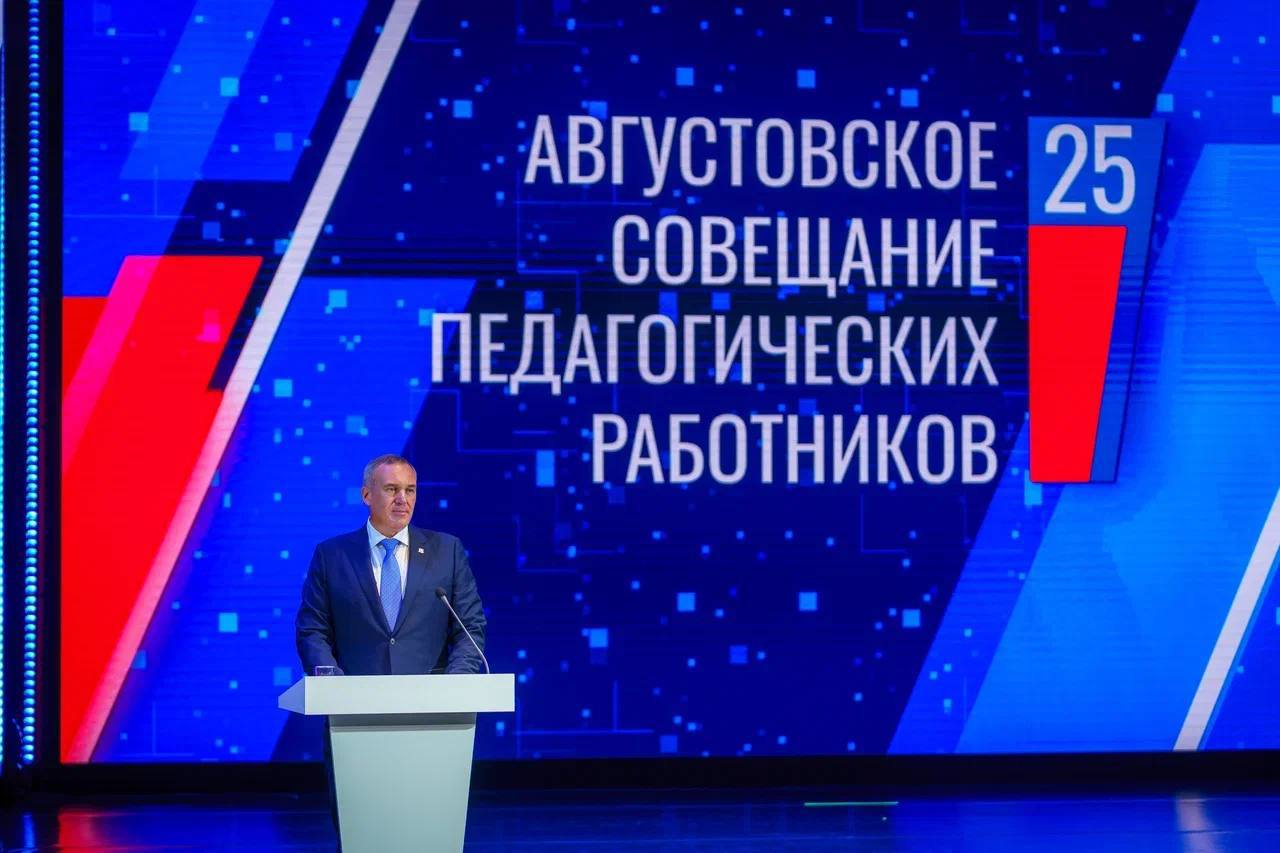 АВГУСТОВСКОЕ
СОВЕЩАНИЕ
ПЕДАГОГИЧЕСКИХ
РАБОТНИКОВ
25